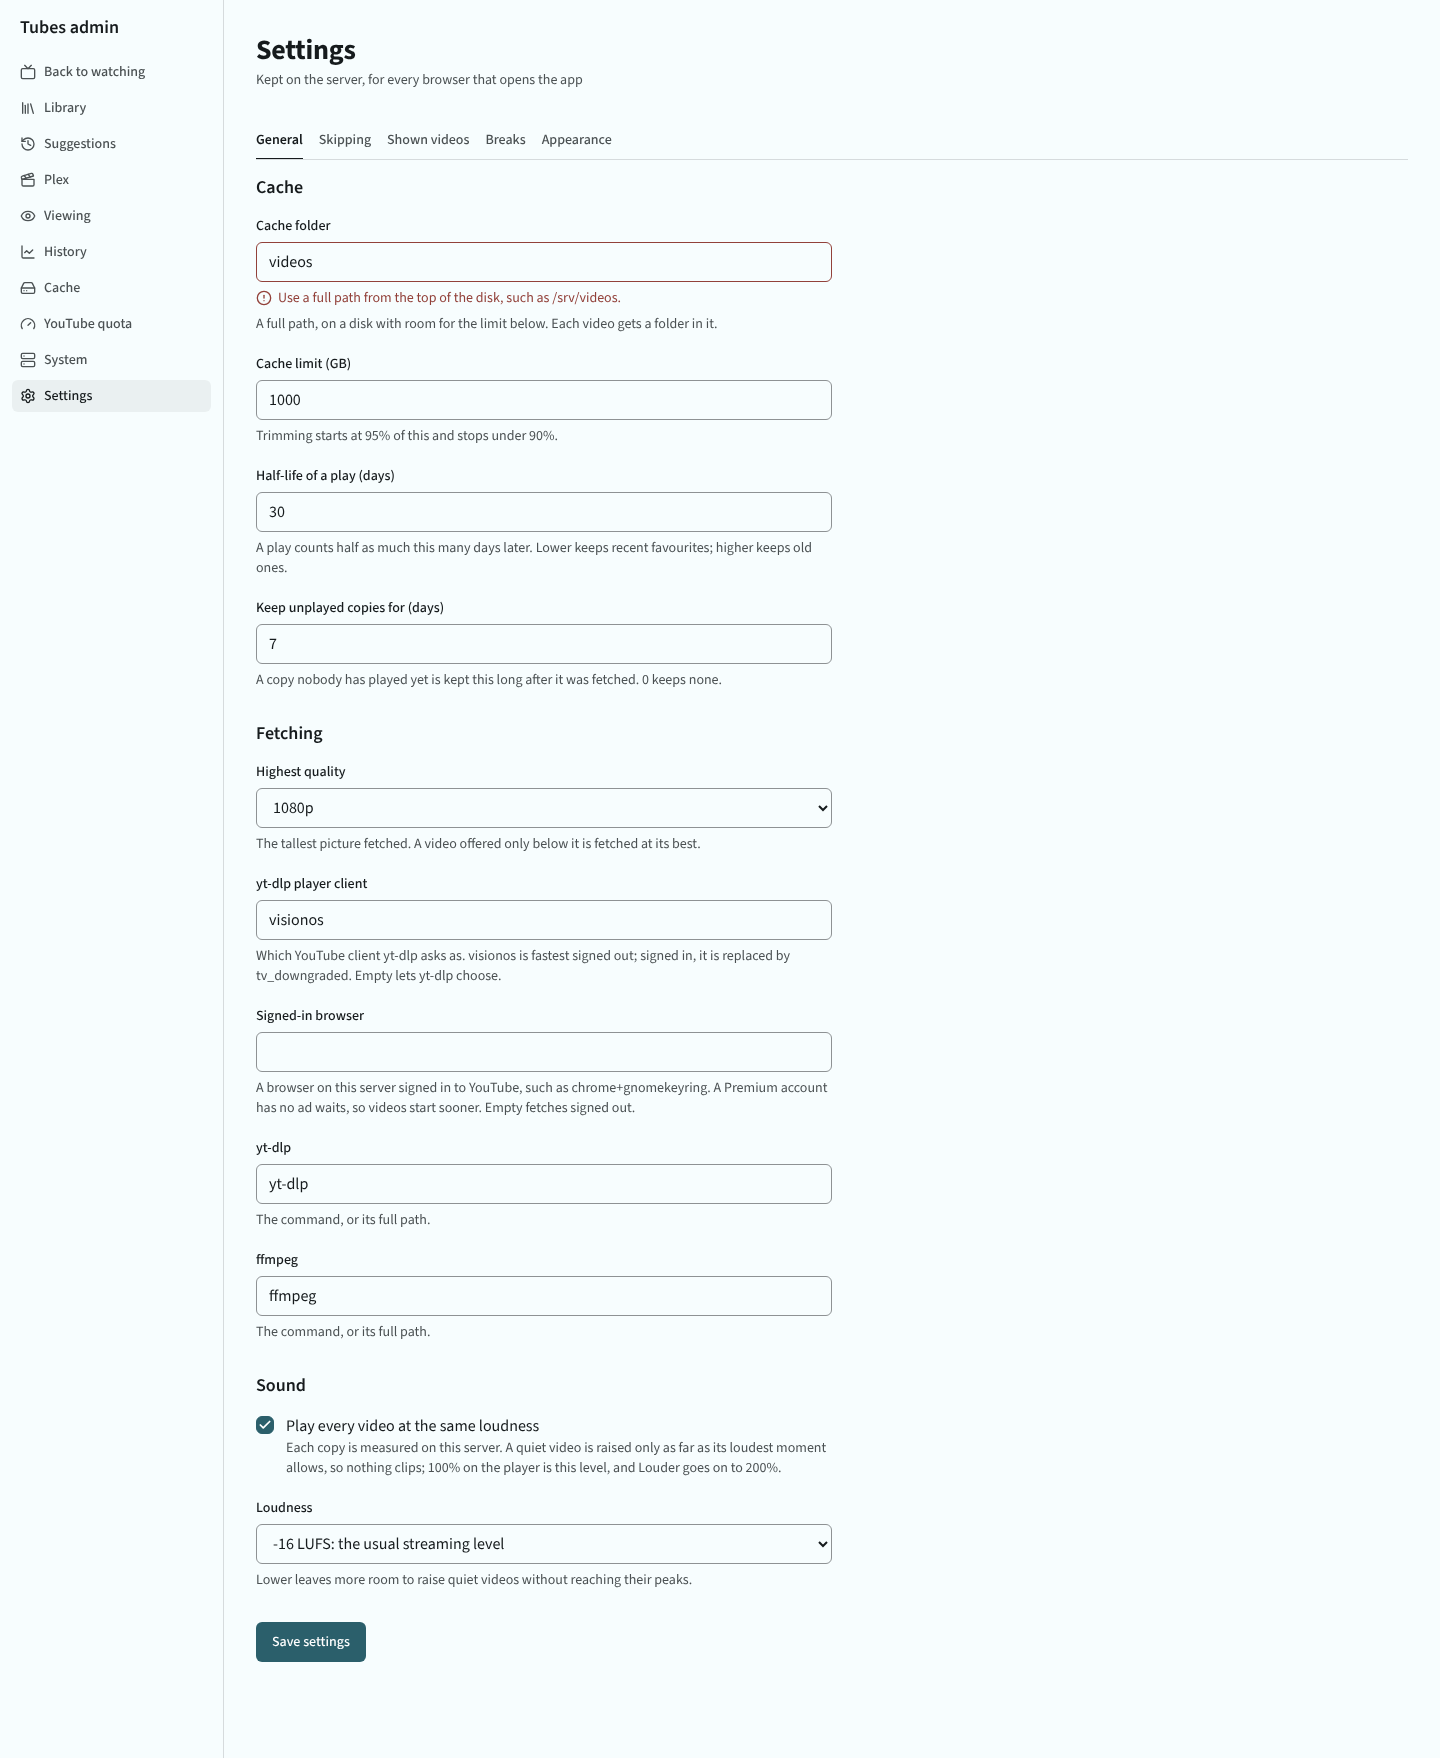 Tubes admin
Back to watching
Library
Suggestions
Plex
Viewing
History
Cache
YouTube quota
System
Settings
Settings
Kept on the server, for every browser that opens the app
General Skipping Shown videos Breaks Appearance
Cache
Cache folder
videos
Use a full path from the top of the disk, such as /srv/videos.
A full path, on a disk with room for the limit below. Each video gets a folder in it.
Cache limit (GB)
1000
Trimming starts at 95% of this and stops under 90%.
Half-life of a play (days)
30
A play counts half as much this many days later. Lower keeps recent favourites; higher keeps old
ones.
Keep unplayed copies for (days)
7
A copy nobody has played yet is kept this long after it was fetched. 0 keeps none.
Fetching
Highest quality
1080p
The tallest picture fetched. A video offered only below it is fetched at its best.
yt-dlp player client
visionos
Which YouTube client yt-dlp asks as. visionos is fastest signed out; signed in, it is replaced by
tv_downgraded. Empty lets yt-dlp choose.
Signed-in browser
A browser on this server signed in to YouTube, such as chrome+gnomekeyring. A Premium account
has no ad waits, so videos start sooner. Empty fetches signed out.
yt-dlp
yt-dlp
The command, or its full path.
ffmpeg
ffmpeg
The command, or its full path.
Sound
Play every video at the same loudness
Each copy is measured on this server. A quiet video is raised only as far as its loudest moment
allows, so nothing clips; 100% on the player is this level, and Louder goes on to 200%.
Loudness
-16 LUFS: the usual streaming level
Lower leaves more room to raise quiet videos without reaching their peaks.
Save settings